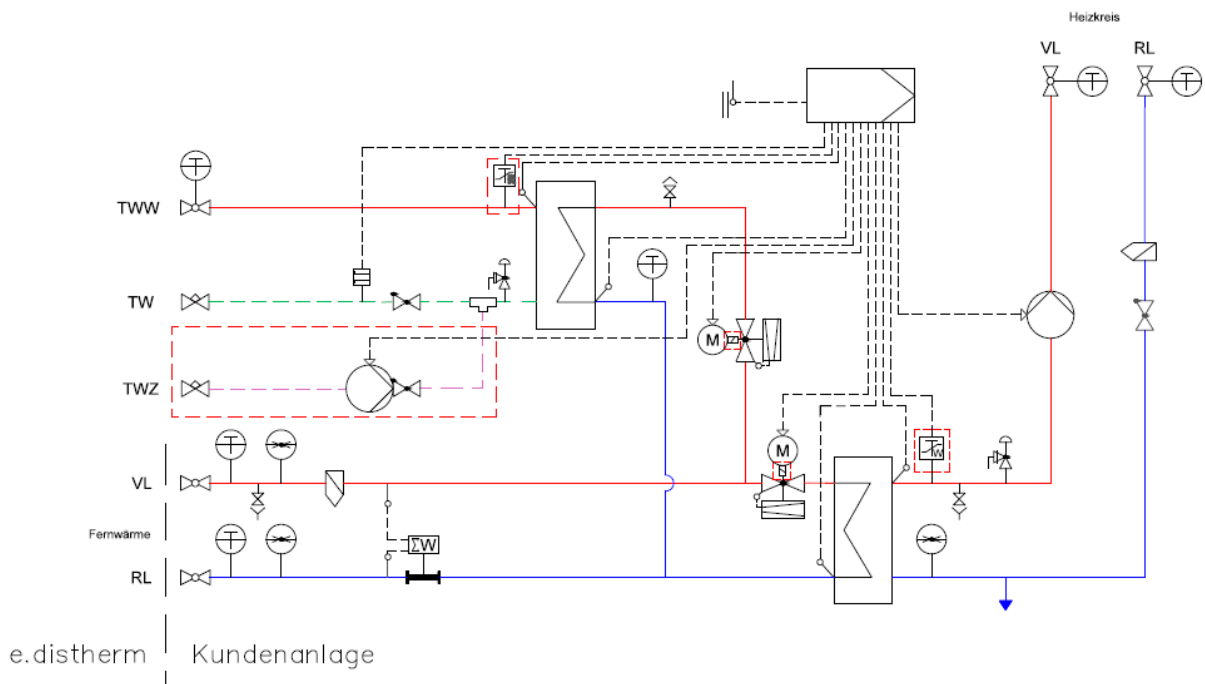 Heizkreis
VL RL
T T
T
T
TWW
T
TW
M
TWZ
T
M
W
VL
Fernwärme
T
ΣW
RL
e.distherm Kundenanlage